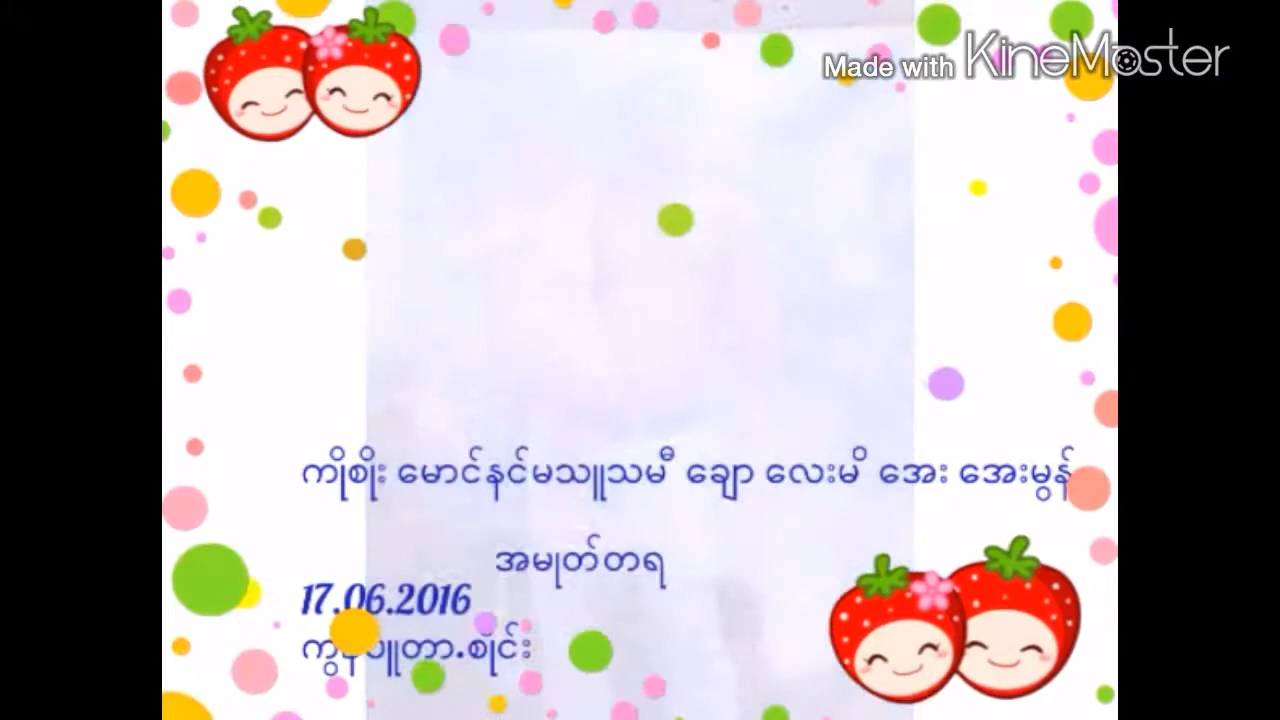 Made with KineMaster
ကိုစိုး မောင်နင်မသျူသမီ ချော လေးမိ အေး အေးမွန်
အမျတ်တရ
17.06.2016